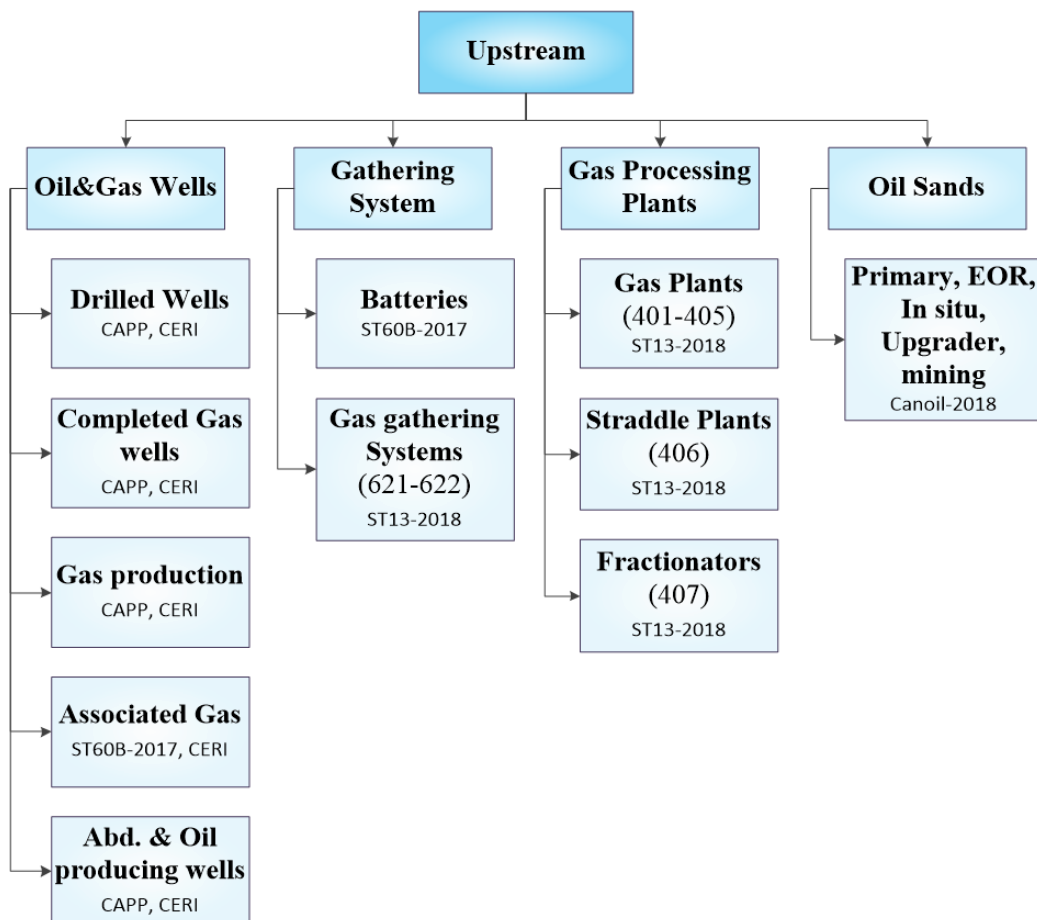 Upstream
Oil&Gas Wells
Drilled Wells
CAPP, CERI
Completed Gas
wells
CAPP, CERI
Gas production
CAPP, CERI
Associated Gas
ST60B-2017, CERI
Abd. & Oil
producing wells
CAPP, CERI
Gathering
System
Batteries
ST60B-2017
Gas gathering
Systems
(621-622)
ST13-2018
Gas Processing
Plants
Gas Plants
(401-405)
ST13-2018
Straddle Plants
(406)
ST13-2018
Fractionators
(407)
ST13-2018
Oil Sands
Primary, EOR,
In situ,
Upgrader,
mining
Canoil-2018